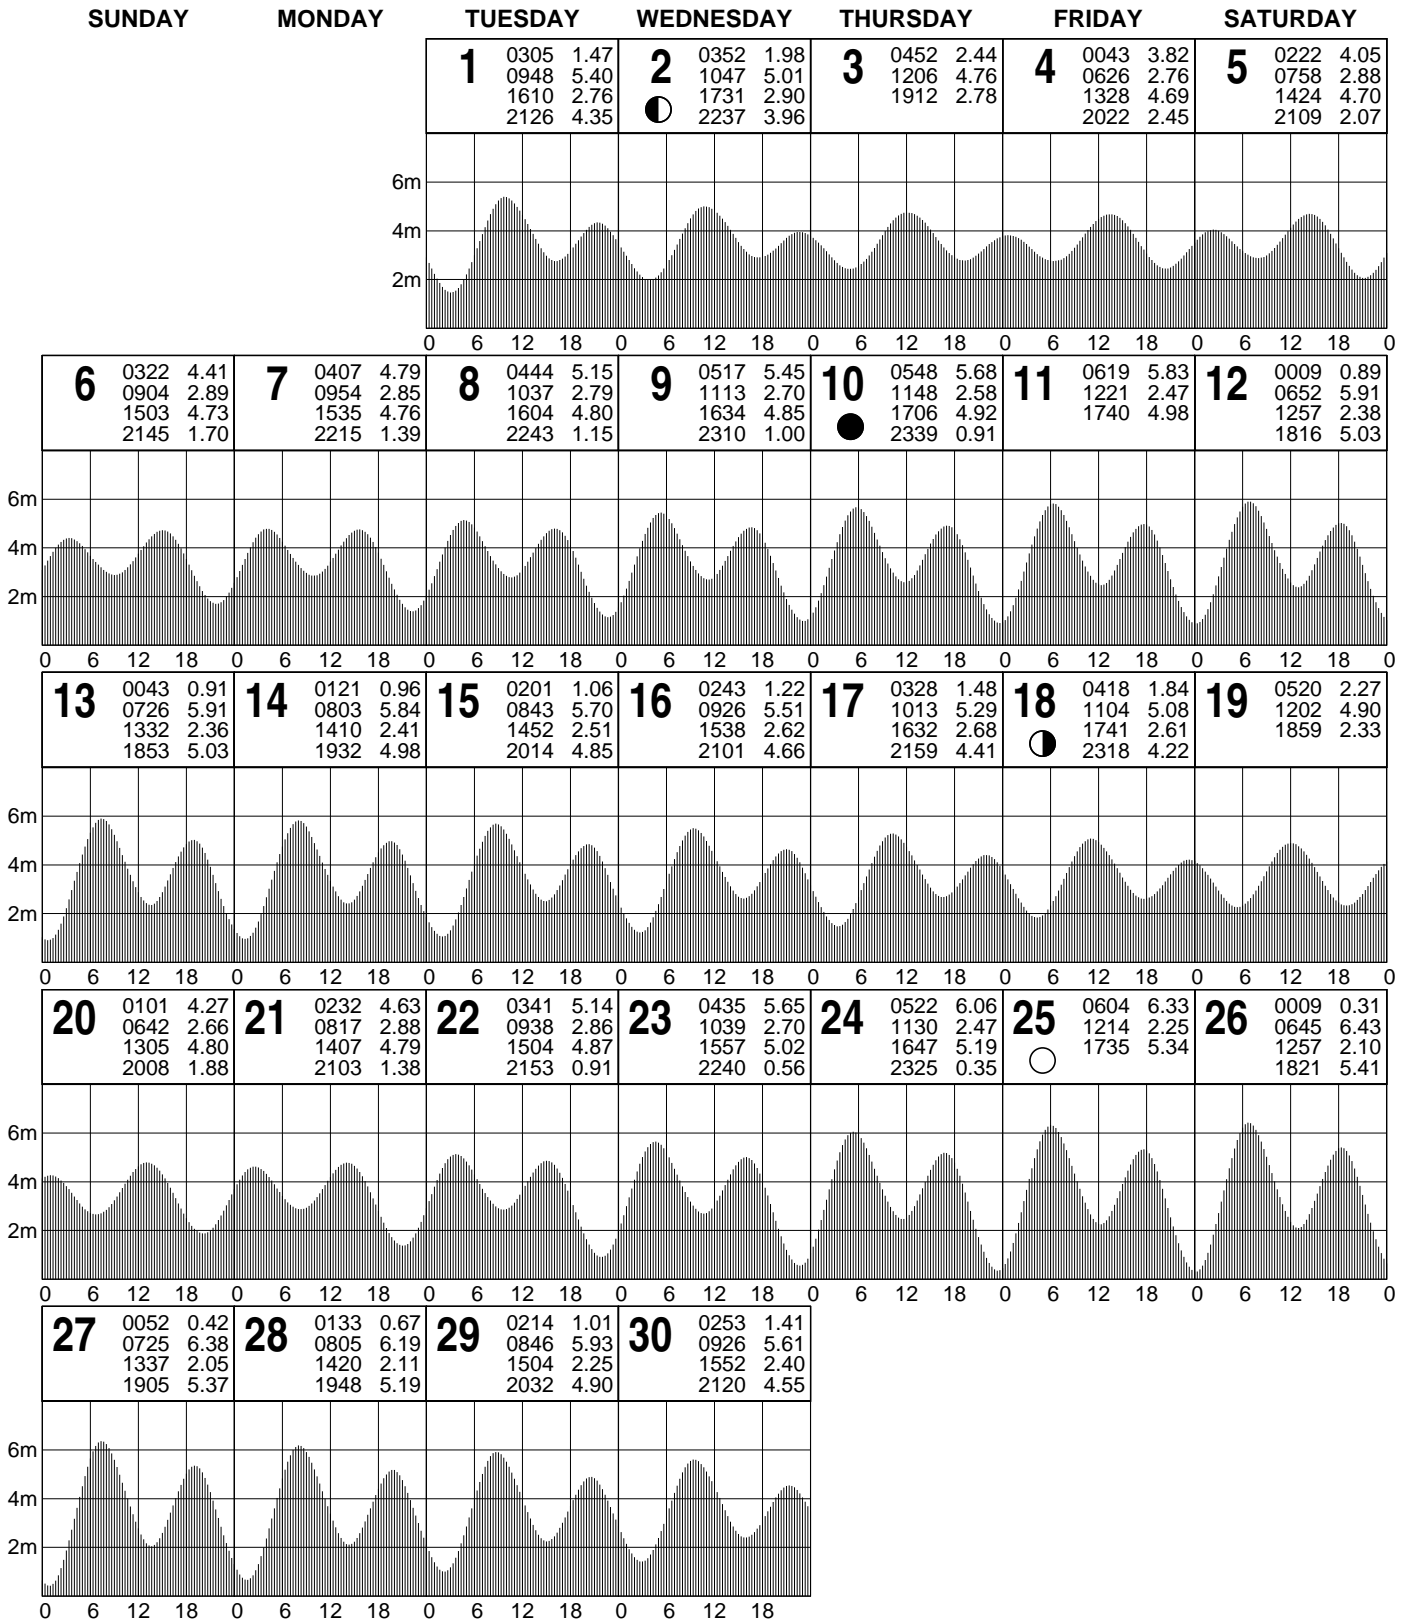 SUNDAY MONDAY TUESDAY WEDNESDAY THURSDAY FRIDAY SATURDAY
1 0305 1.47
0948 5.40
1610 2.76
2126 4.35
2 0352 1.98
1047 5.01
1731 2.90
2237 3.96
3 0452 2.44
1206 4.76
1912 2.78
4 0043 3.82
0626 2.76
1328 4.69
2022 2.45
5 0222 4.05
0758 2.88
1424 4.70
2109 2.07
6m
4m
2m
0 6 12 18 0 6 12 18 0 6 12 18 0 6 12 18 0 6 12 18 0
6 0322 4.41
0904 2.89
1503 4.73
2145 1.70
7 0407 4.79
0954 2.85
1535 4.76
2215 1.39
8 0444 5.15
1037 2.79
1604 4.80
2243 1.15
9 0517 5.45
1113 2.70
1634 4.85
2310 1.00
10 0548 5.68
1148 2.58
1706 4.92
2339 0.91
11 0619 5.83
1221 2.47
1740 4.98
12 0009 0.89
0652 5.91
1257 2.38
1816 5.03
6m
4m
2m
0 6 12 18 0 6 12 18 0 6 12 18 0 6 12 18 0 6 12 18 0 6 12 18 0 6 12 18 0
13 0043 0.91
0726 5.91
1332 2.36
1853 5.03
14 0121 0.96
0803 5.84
1410 2.41
1932 4.98
15 0201 1.06
0843 5.70
1452 2.51
2014 4.85
16 0243 1.22
0926 5.51
1538 2.62
2101 4.66
17 0328 1.48
1013 5.29
1632 2.68
2159 4.41
18 0418 1.84
1104 5.08
1741 2.61
2318 4.22
19 0520 2.27
1202 4.90
1859 2.33
6m
4m
2m
0 6 12 18 0 6 12 18 0 6 12 18 0 6 12 18 0 6 12 18 0 6 12 18 0 6 12 18 0
20 0101 4.27
0642 2.66
1305 4.80
2008 1.88
21 0232 4.63
0817 2.88
1407 4.79
2103 1.38
22 0341 5.14
0938 2.86
1504 4.87
2153 0.91
23 0435 5.65
1039 2.70
1557 5.02
2240 0.56
24 0522 6.06
1130 2.47
1647 5.19
2325 0.35
25 0604 6.33
1214 2.25
1735 5.34
26 0009 0.31
0645 6.43
1257 2.10
1821 5.41
6m
4m
2m
0 6 12 18 0 6 12 18 0 6 12 18 0 6 12 18 0 6 12 18 0 6 12 18 0 6 12 18 0
27 0052 0.42
0725 6.38
1337 2.05
1905 5.37
28 0133 0.67
0805 6.19
1420 2.11
1948 5.19
29 0214 1.01
0846 5.93
1504 2.25
2032 4.90
30 0253 1.41
0926 5.61
1552 2.40
2120 4.55
6m
4m
2m
0 6 12 18 0 6 12 18 0 6 12 18 0 6 12 18